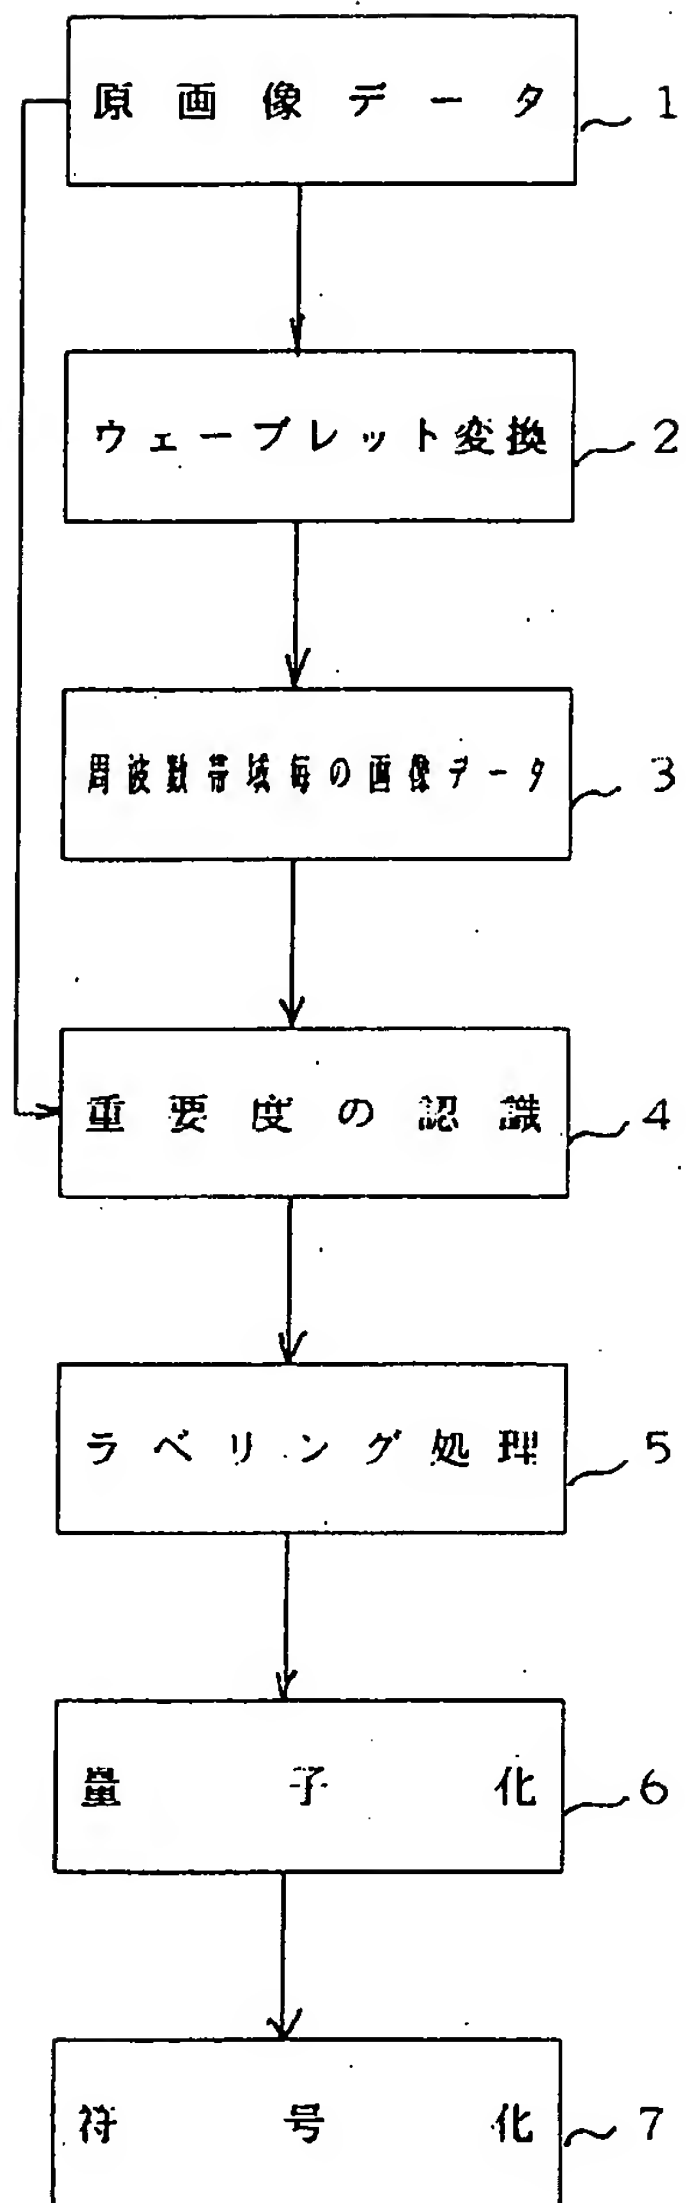 原画像データ 1
ウェーブレット変換 2
周波数帯域毎の画像データ 3
重要度の認識 4
ラベリング処理 5
量子化 6
符号化 7